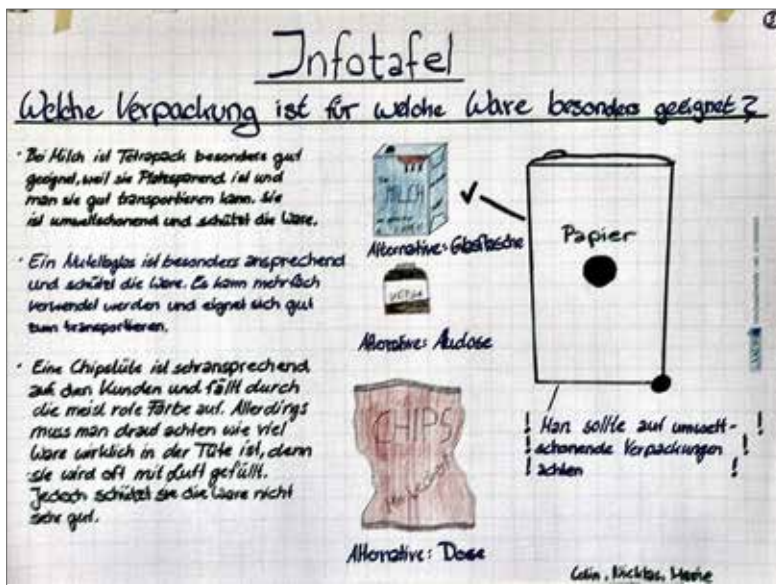 Infotafel
Welche Verpackung ist für welche Ware besonders geeignet?
· Bei Milch ist Tetrapack besonders gut
geeignet, weil sie Platzsparend ist und
man sie gut transportieren kann. Sie
ist umweltschonend und schützt die Ware.
· Ein Nutellaglas ist besonders ansprechend
und schützt die Ware. Es kann mehrfach
verwendet werden und eignet sich gut
zum transportieren.
· Eine Chipstüte ist sehr ansprechend
auf den Kunden und fällt durch
die meist rote Farbe auf. Allerdings
muss man drauf achten wie viel
Ware wirklich in der Tüte ist, denn
sie wird oft mit Luft gefüllt.
Jedoch schützt sie die Ware nicht
sehr gut.
MILCH
Alternative: Glasflasche
Alternative: Aludose
CHIPS
Alternative: Dose
Papier
! Man sollte auf umwelt- !
! schonende Verpackungen !
! achten !